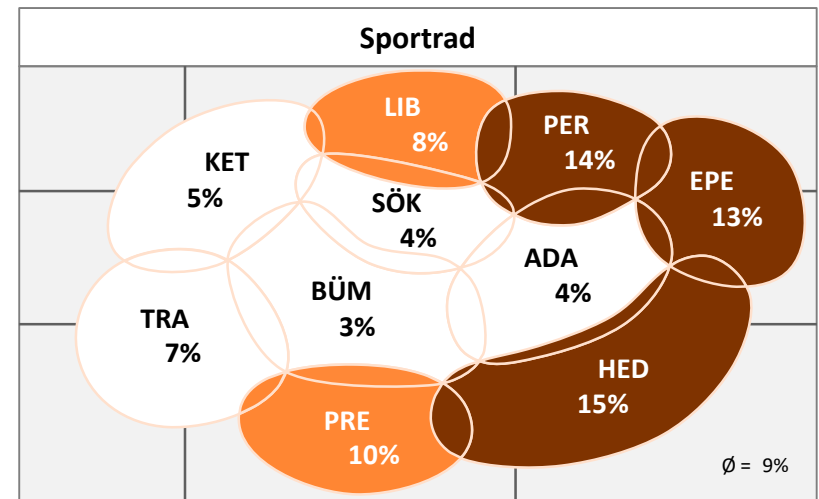 Sportrad
LIB
8%
PER
14%
KET
5%
EPE
13%
SÖK
4%
ADA
4%
BÜM
3%
TRA
7%
HED
15%
PRE
10%
Ø = 9%